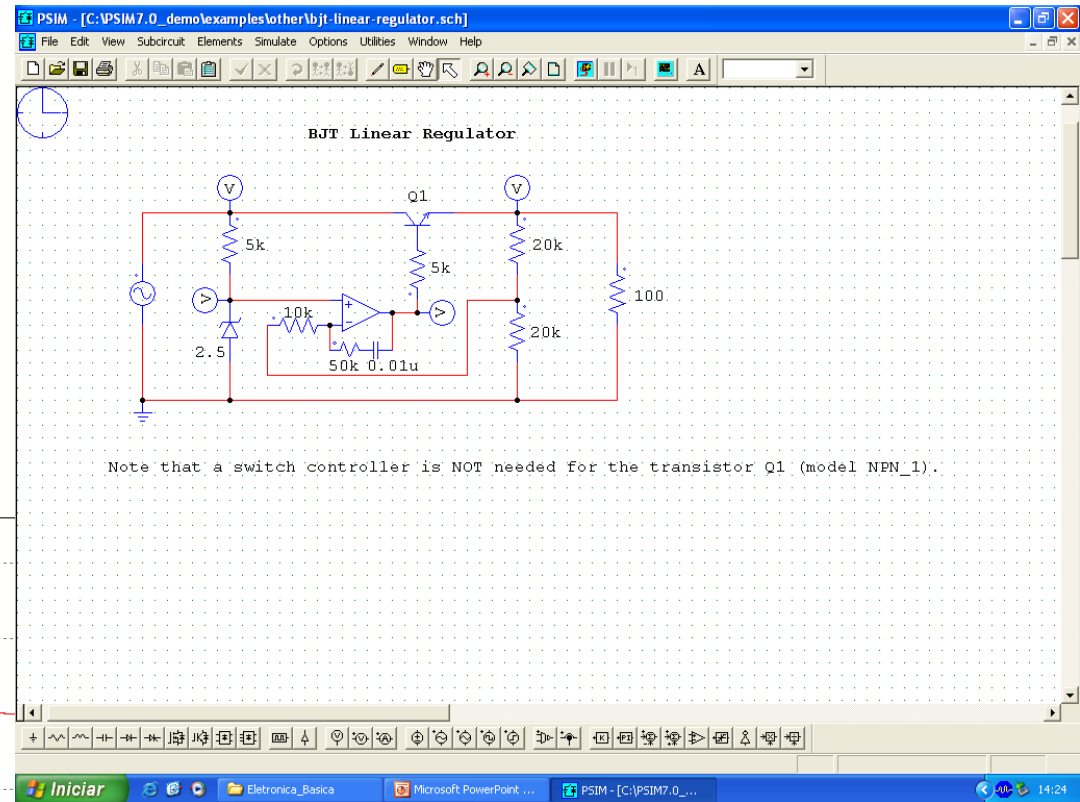 PSIM - [C:\PSIM7.0_demo\examples\other\bjt-linear-regulator.sch]
File Edit View Subcircuit Elements Simulate Options Utilities Window Help
A
BJT Linear Regulator
V
Q1
V
5k
20k
5k
V
10k
V
100
2.5
20k
50k 0.01u
Note that a switch controller is NOT needed for the transistor Q1 (model NPN_1).
Iniciar Eletronica_Basica Microsoft PowerPoint ... PSIM - [C:\PSIM7.0_... 14:24